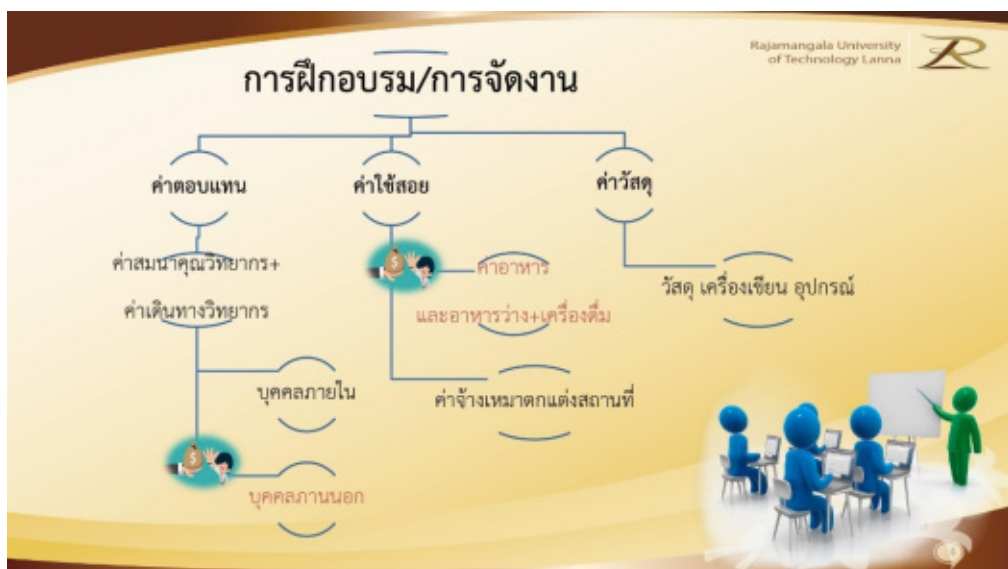 Rajamangala University
of Technology Lanna
การฝึกอบรม/การจัดงาน
ค่าตอบแทน
ค่าใช้สอย
ค่าวัสดุ
ค่าสมนาคุณวิทยากร+
ค่าเดินทางวิทยากร
บุคคลภายใน
บุคคลภานนอก
ค่าอาหาร
และอาหารว่าง+เครื่องดื่ม
ค่าจ้างเหมาตกแต่งสถานที่
วัสดุ เครื่องเขียน อุปกรณ์
4